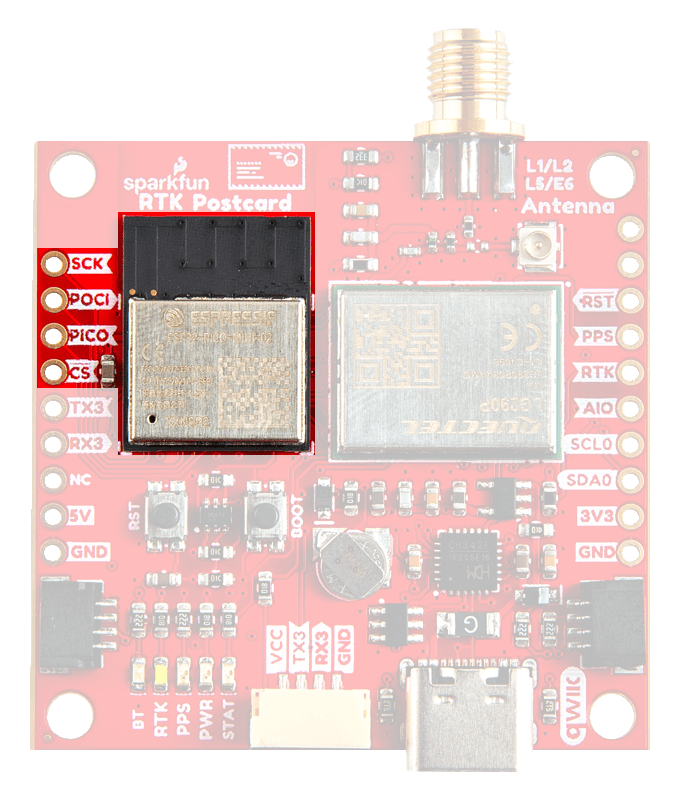 sparkfun
RTK Postcard
L1/L2
L5/E6
Antenna
SCK
POCI
PICO
CS
TX3
RX3
NC
5V
GND
ESPRESSIF
RST
PPS
RTK
AIO
SCL0
SDA0
3V3
GND
QUECTEL
LG290P
RST
BOOT
VCC
TX3
RX3
GND
BT
RTK
PPS
PWR
STAT
qwiic